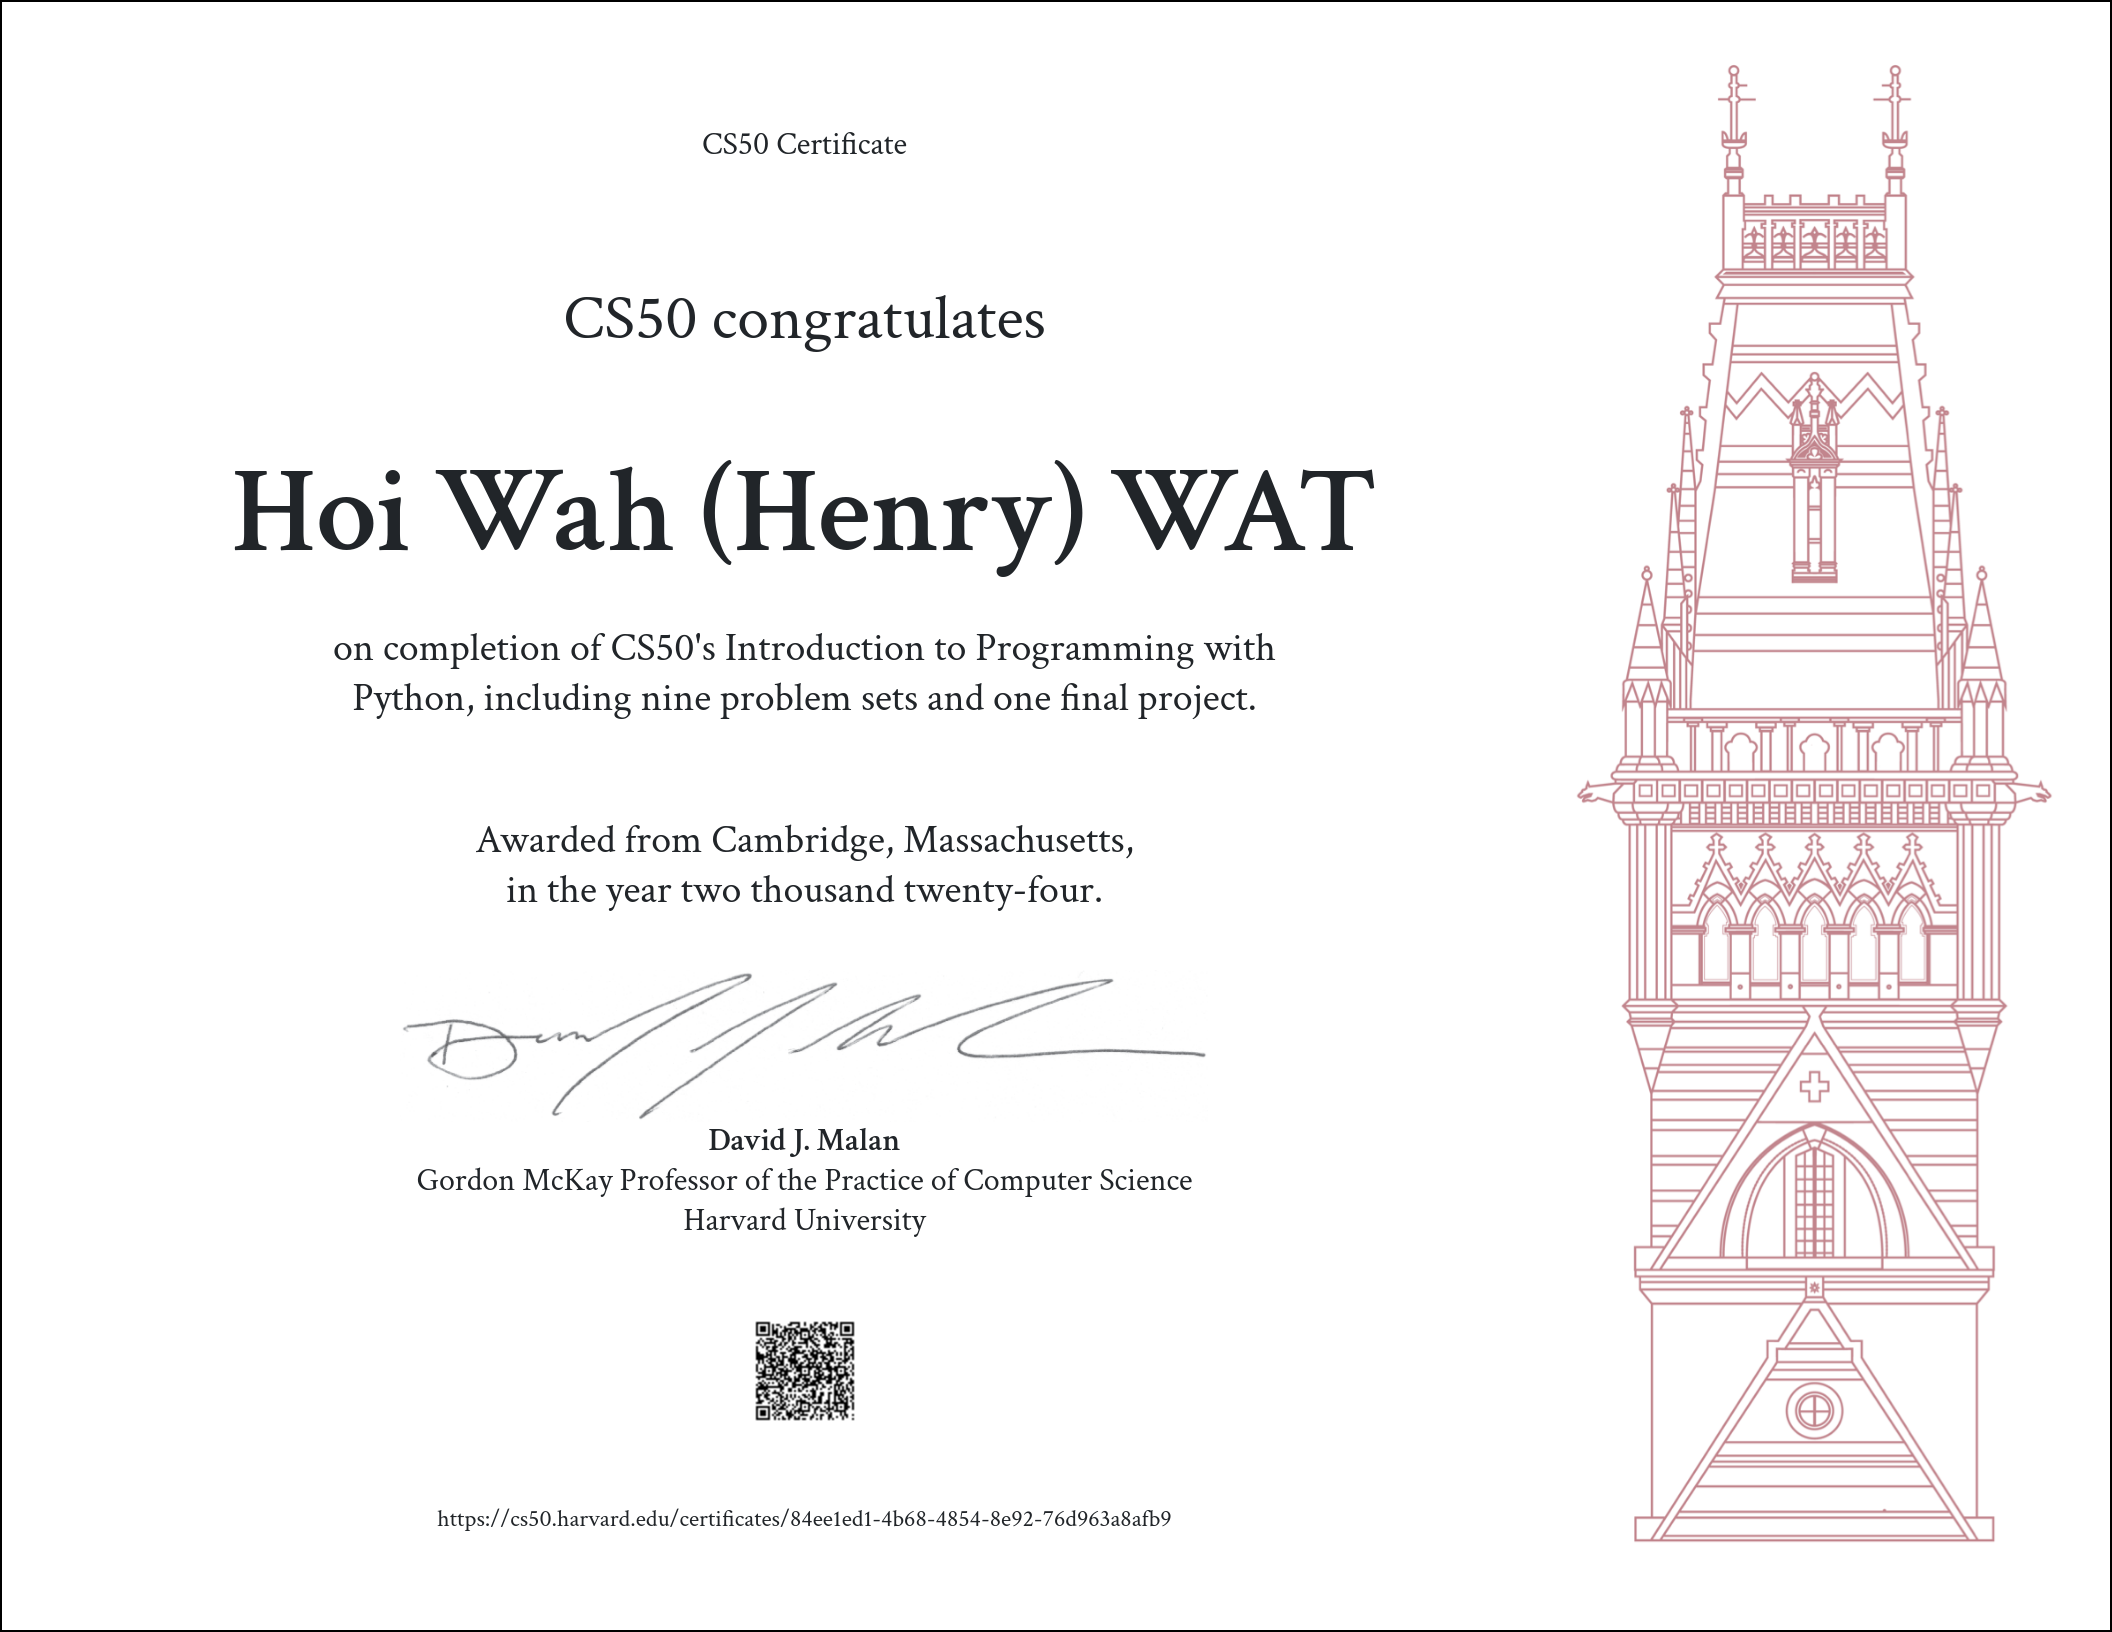 CS50 Certificate
CS50 congratulates
Hoi Wah (Henry) WAT
on completion of CS50's Introduction to Programming with
Python, including nine problem sets and one final project.
Awarded from Cambridge, Massachusetts,
in the year two thousand twenty-four.
David J. Malan
Gordon McKay Professor of the Practice of Computer Science
Harvard University
https://cs50.harvard.edu/certificates/84ee1ed1-4b68-4854-8e92-76d963a8afb9